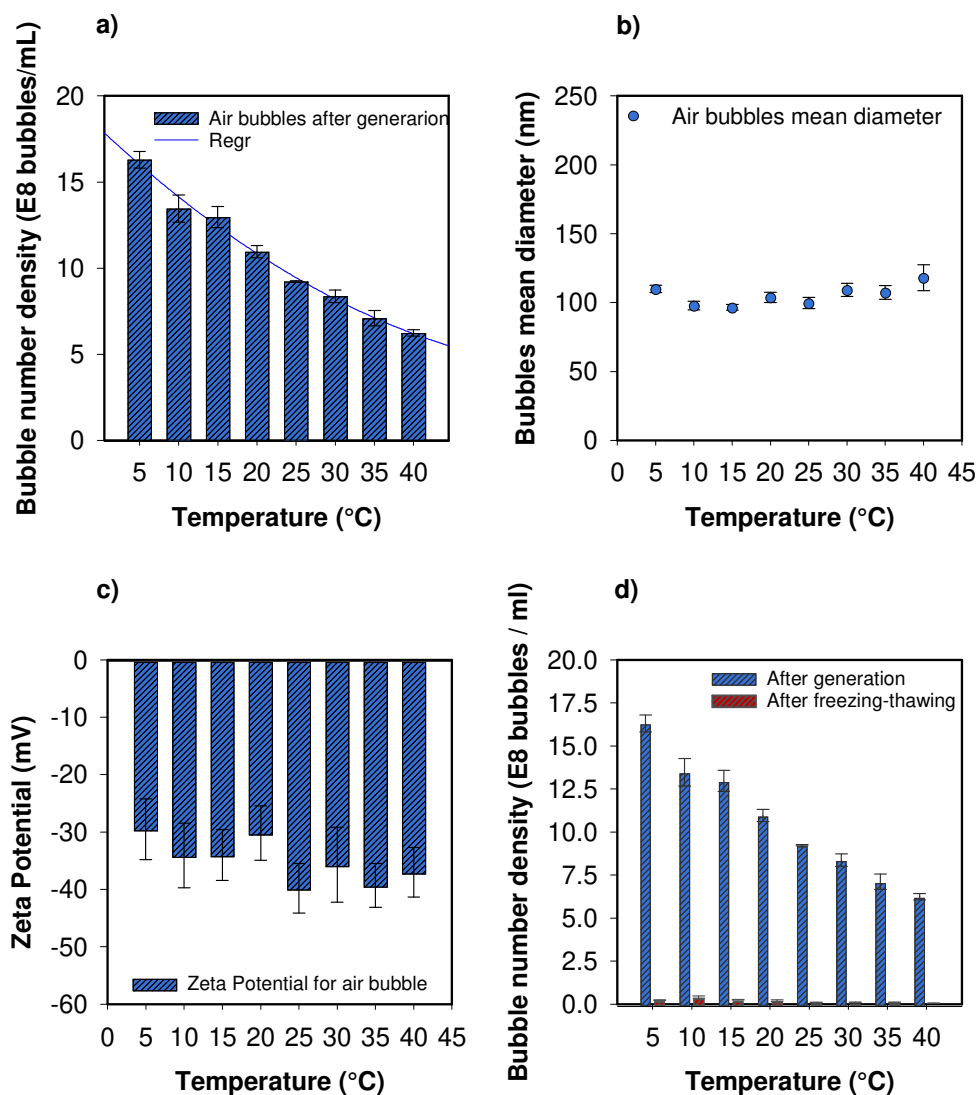 a)
Bubble number density (E8 bubbles/mL)
20
15
10
5
0
Air bubbles after generarion
Regr
5 10 15 20 25 30 35 40
Temperature (°C)
b)
Bubbles mean diameter (nm)
250
200
150
100
50
0
Air bubbles mean diameter
0 5 10 15 20 25 30 35 40 45
Temperature (°C)
c)
Zeta Potential (mV)
0
-10
-20
-30
-40
-50
-60
Zeta Potential for air bubble
0 5 10 15 20 25 30 35 40 45
Temperature (°C)
d)
Bubble number density (E8 bubbles / ml)
20.0
17.5
15.0
12.5
10.0
7.5
5.0
2.5
0.0
After generation
After freezing-thawing
5 10 15 20 25 30 35 40
Temperature (°C)